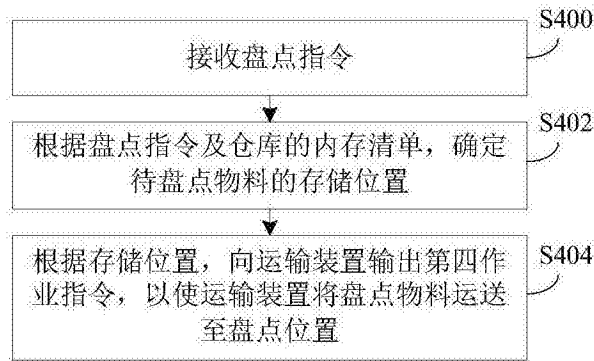 S400
接收盘点指令
S402
根据盘点指令及仓库的内存清单，确定
待盘点物料的存储位置
S404
根据存储位置，向运输装置输出第四作
业指令，以使运输装置将盘点物料运送
至盘点位置